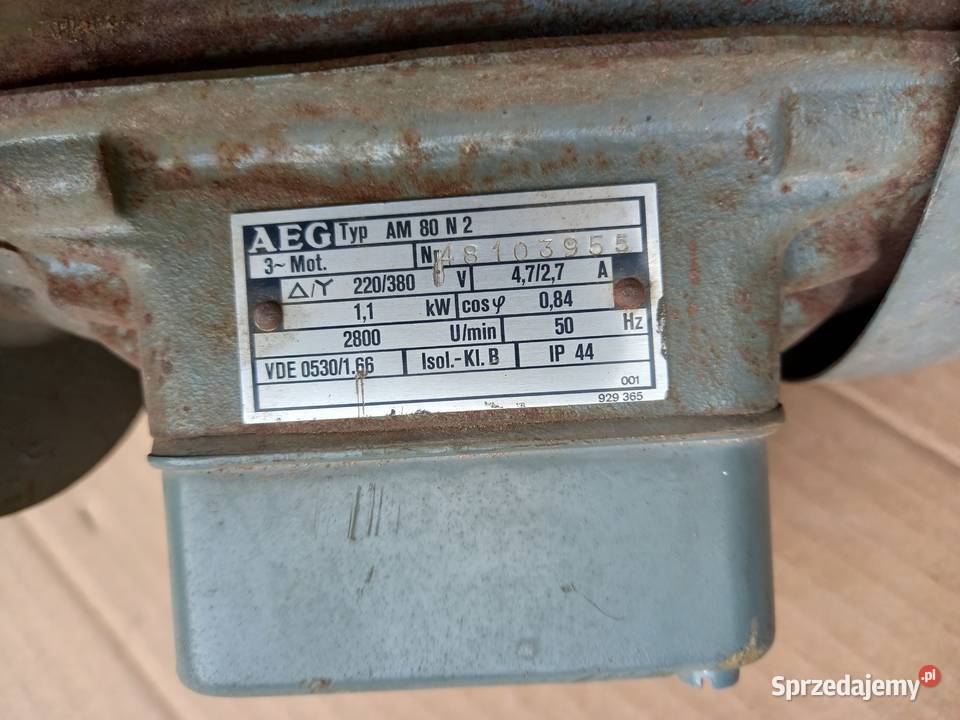 AEG Typ AM 80 N 2
3~ Mot. Nr 48103955
△/Y 220/380 V 4,7/2,7 A
1,1 kW cos φ 0,84
2800 U/min 50 Hz
VDE 0530/1.66 Isol.-Kl. B IP 44
001
929 365
Sprzedajemy.pl